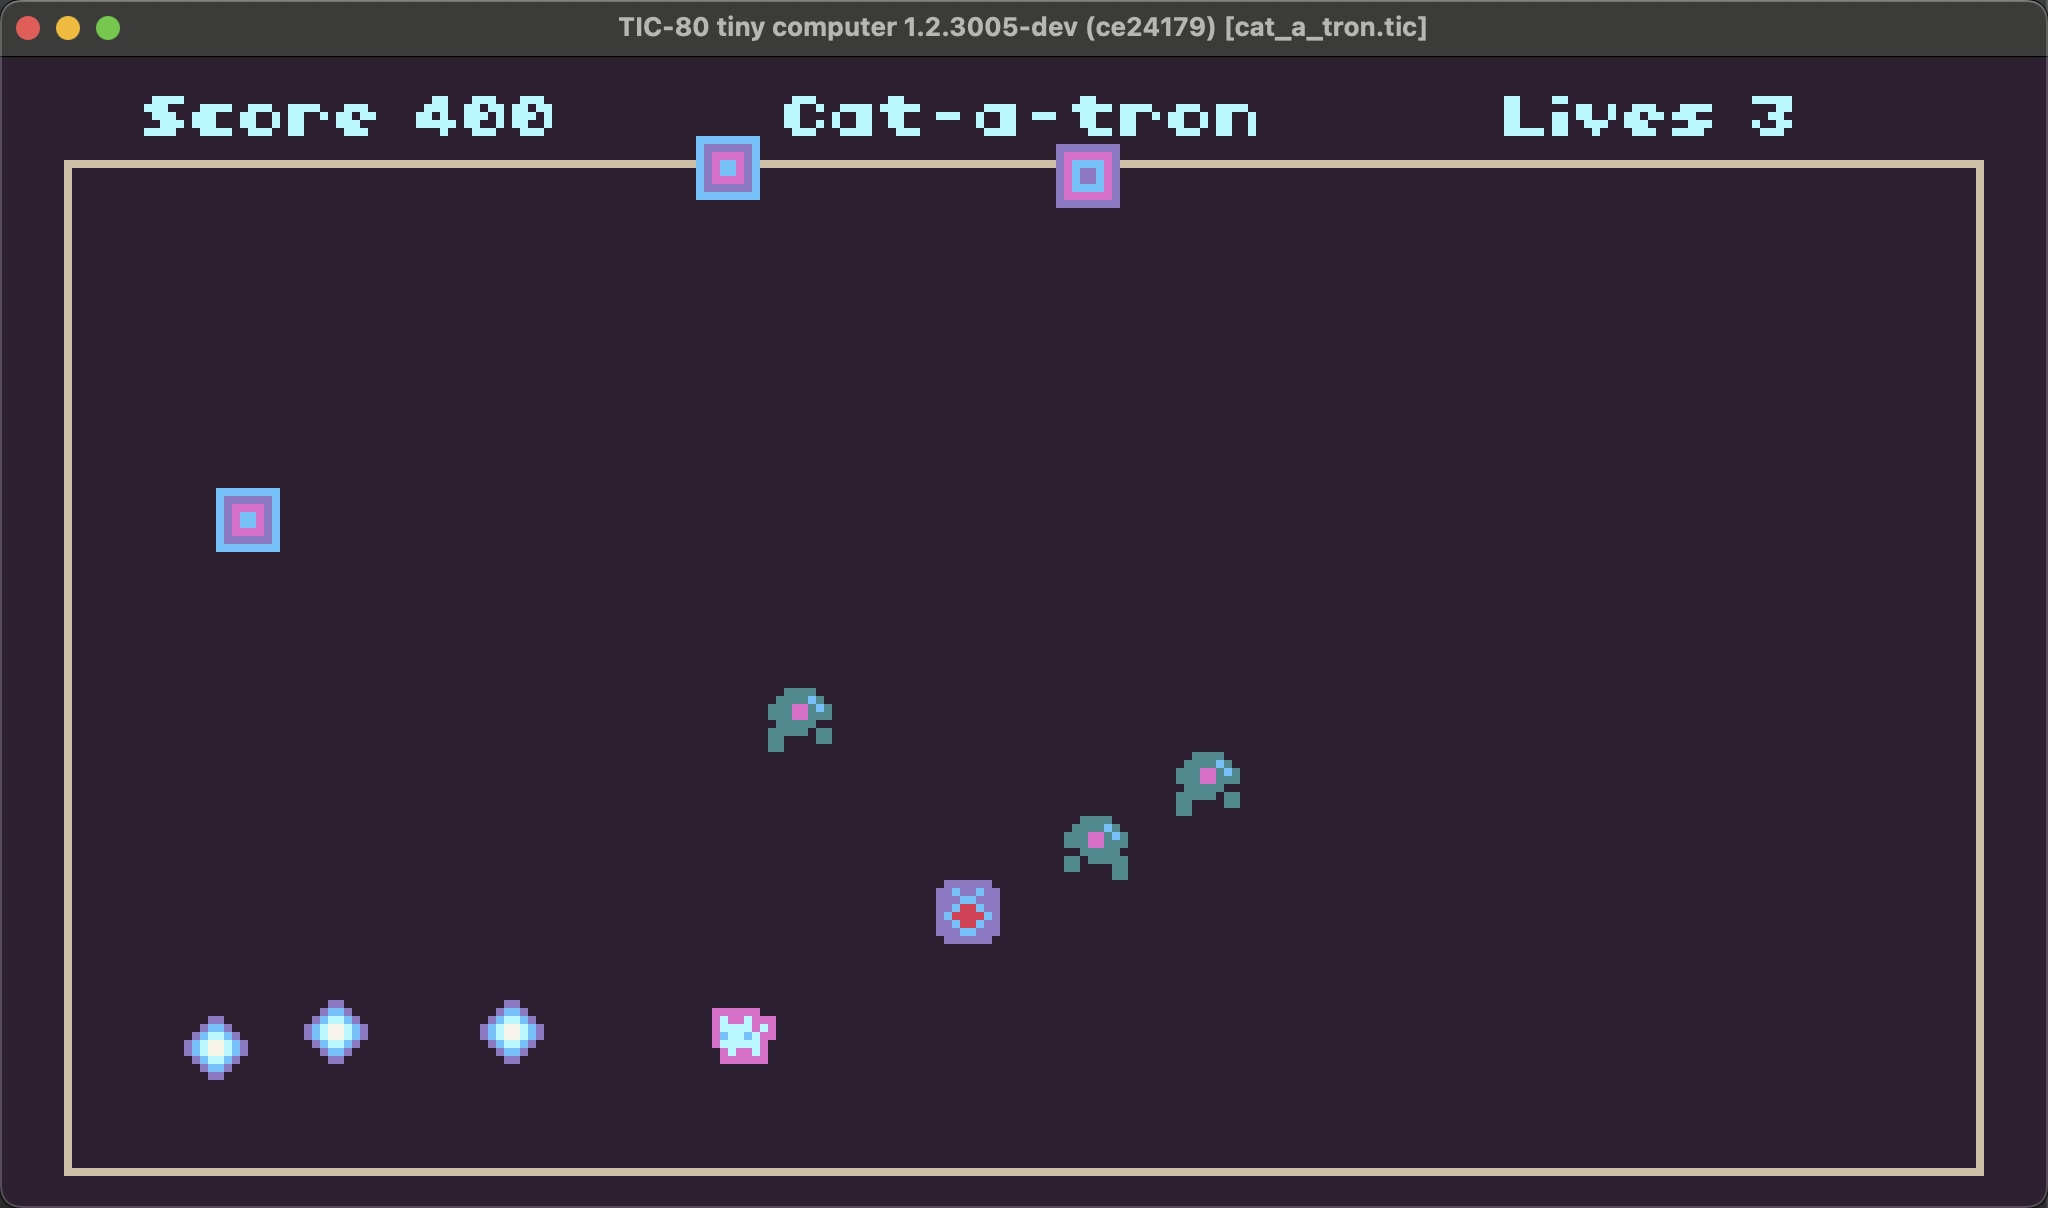 TIC-80 tiny computer 1.2.3005-dev (ce24179) [cat_a_tron.tic]
Score 400 Cat-a-tron Lives 3